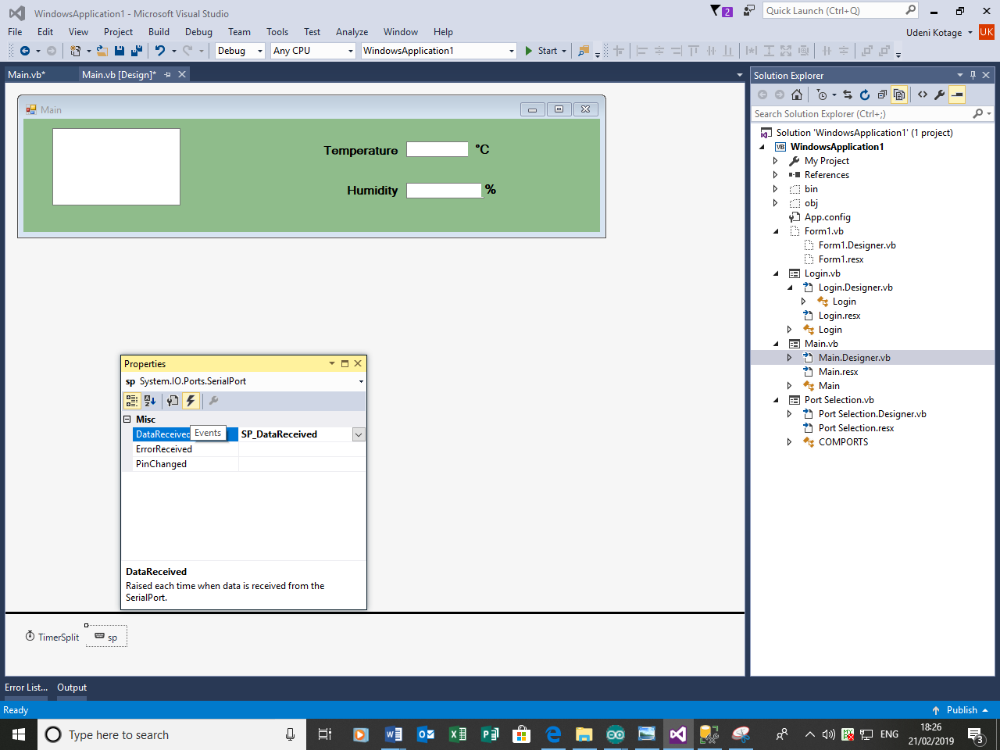 WindowsApplication1 - Microsoft Visual Studio
2
Quick Launch (Ctrl+Q)
File Edit View Project Build Debug Team Tools Test Analyze Window Help
Udeni Kotage UK
Debug Any CPU WindowsApplication1 Start
Main.vb* Main.vb [Design]*
Main
Temperature °C
Humidity %
Properties
sp System.IO.Ports.SerialPort
Misc
DataReceived SP_DataReceived
Events
ErrorReceived
PinChanged
DataReceived
Raised each time when data is received from the
SerialPort.
TimerSplit sp
Solution Explorer
Search Solution Explorer (Ctrl+;)
Solution 'WindowsApplication1' (1 project)
VB WindowsApplication1
My Project
References
bin
obj
App.config
Form1.vb
Form1.Designer.vb
Form1.resx
Login.vb
Login.Designer.vb
Login
Login.resx
Login
Main.vb
Main.Designer.vb
Main.resx
Main
Port Selection.vb
Port Selection.Designer.vb
Port Selection.resx
COMPORTS
Error List... Output
Ready
Publish
Type here to search
ENG
18:26
21/02/2019
3